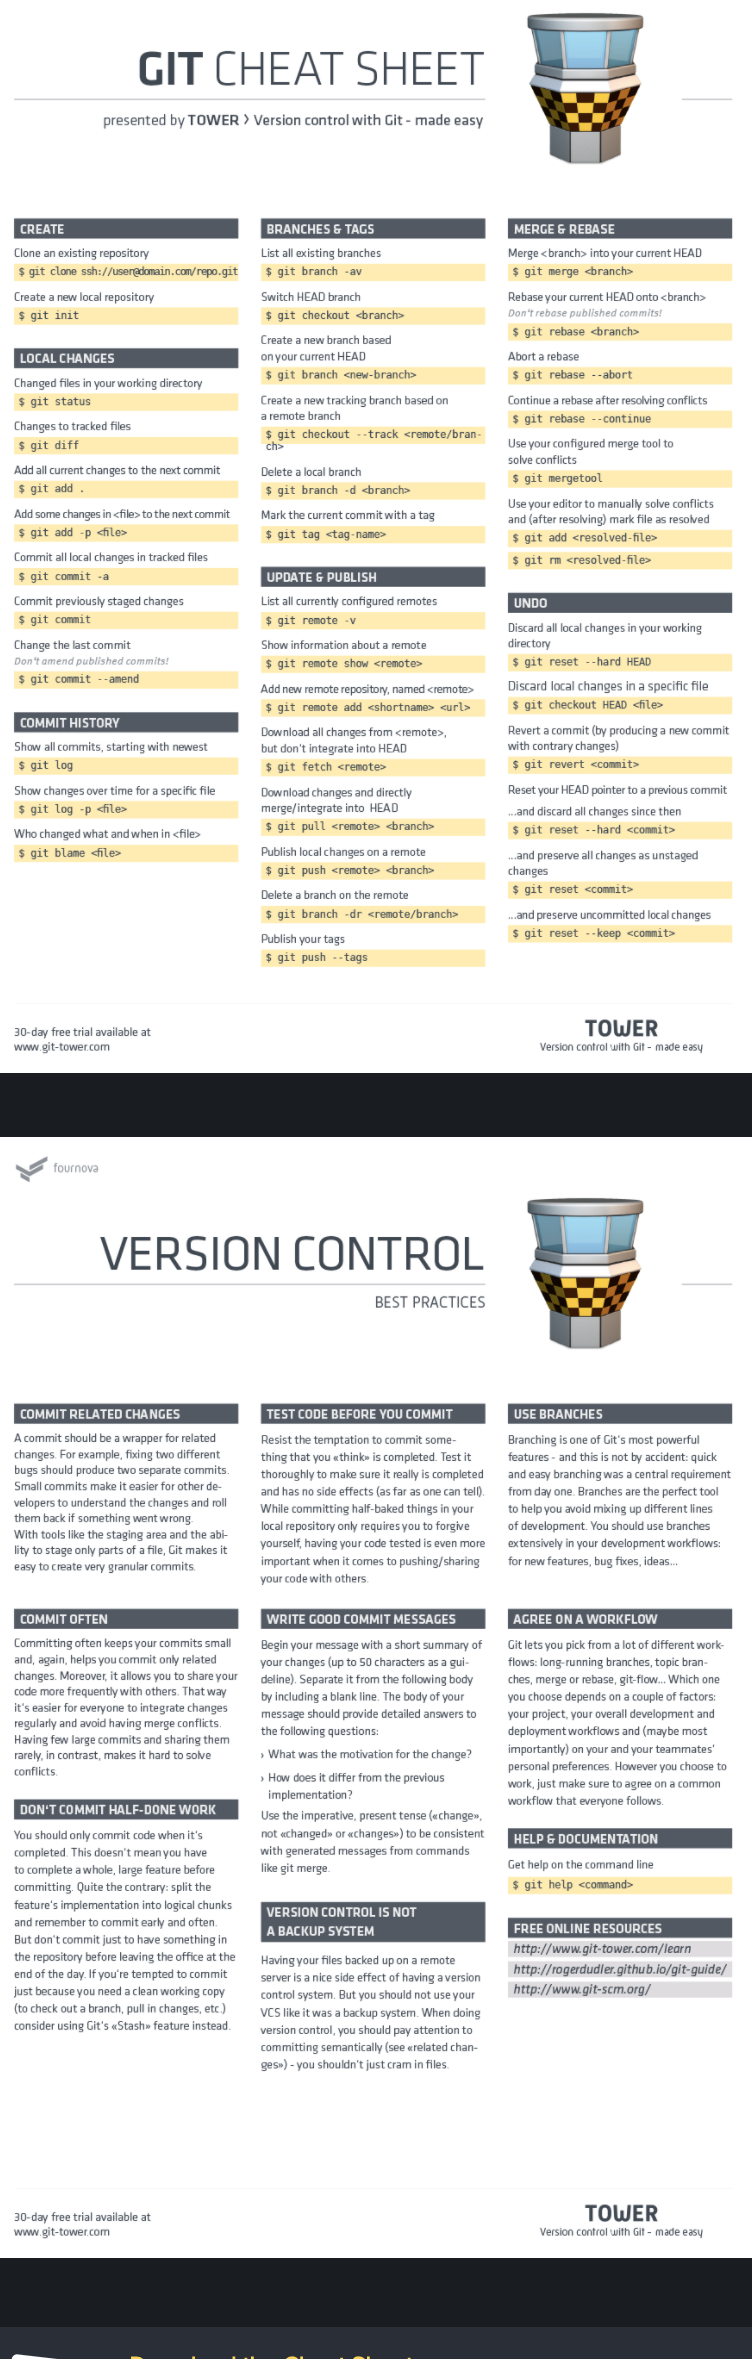 GIT CHEAT SHEET
presented by TOWER › Version control with Git - made easy
CREATE
Clone an existing repository
$ git clone ssh://user@domain.com/repo.git
Create a new local repository
$ git init
LOCAL CHANGES
Changed files in your working directory
$ git status
Changes to tracked files
$ git diff
Add all current changes to the next commit
$ git add .
Add some changes in <file> to the next commit
$ git add -p <file>
Commit all local changes in tracked files
$ git commit -a
Commit previously staged changes
$ git commit
Change the last commit
Don't amend published commits!
$ git commit --amend
COMMIT HISTORY
Show all commits, starting with newest
$ git log
Show changes over time for a specific file
$ git log -p <file>
Who changed what and when in <file>
$ git blame <file>
BRANCHES & TAGS
List all existing branches
$ git branch -av
Switch HEAD branch
$ git checkout <branch>
Create a new branch based
on your current HEAD
$ git branch <new-branch>
Create a new tracking branch based on
a remote branch
$ git checkout --track <remote/bran-
ch>
Delete a local branch
$ git branch -d <branch>
Mark the current commit with a tag
$ git tag <tag-name>
UPDATE & PUBLISH
List all currently configured remotes
$ git remote -v
Show information about a remote
$ git remote show <remote>
Add new remote repository, named <remote>
$ git remote add <shortname> <url>
Download all changes from <remote>,
but don't integrate into HEAD
$ git fetch <remote>
Download changes and directly
merge/integrate into HEAD
$ git pull <remote> <branch>
Publish local changes on a remote
$ git push <remote> <branch>
Delete a branch on the remote
$ git branch -dr <remote/branch>
Publish your tags
$ git push --tags
MERGE & REBASE
Merge <branch> into your current HEAD
$ git merge <branch>
Rebase your current HEAD onto <branch>
Don't rebase published commits!
$ git rebase <branch>
Abort a rebase
$ git rebase --abort
Continue a rebase after resolving conflicts
$ git rebase --continue
Use your configured merge tool to
solve conflicts
$ git mergetool
Use your editor to manually solve conflicts
and (after resolving) mark file as resolved
$ git add <resolved-file>
$ git rm <resolved-file>
UNDO
Discard all local changes in your working
directory
$ git reset --hard HEAD
Discard local changes in a specific file
$ git checkout HEAD <file>
Revert a commit (by producing a new commit
with contrary changes)
$ git revert <commit>
Reset your HEAD pointer to a previous commit
...and discard all changes since then
$ git reset --hard <commit>
...and preserve all changes as unstaged
changes
$ git reset <commit>
...and preserve uncommitted local changes
$ git reset --keep <commit>
30-day free trial available at
www.git-tower.com
TOWER
Version control with Git - made easy
fournova
VERSION CONTROL
BEST PRACTICES
COMMIT RELATED CHANGES
A commit should be a wrapper for related
changes. For example, fixing two different
bugs should produce two separate commits.
Small commits make it easier for other de-
velopers to understand the changes and roll
them back if something went wrong.
With tools like the staging area and the abi-
lity to stage only parts of a file, Git makes it
easy to create very granular commits.
COMMIT OFTEN
Committing often keeps your commits small
and, again, helps you commit only related
changes. Moreover, it allows you to share your
code more frequently with others. That way
it's easier for everyone to integrate changes
regularly and avoid having merge conflicts.
Having few large commits and sharing them
rarely, in contrast, makes it hard to solve
conflicts.
DON'T COMMIT HALF-DONE WORK
You should only commit code when it's
completed. This doesn't mean you have
to complete a whole, large feature before
committing. Quite the contrary: split the
feature's implementation into logical chunks
and remember to commit early and often.
But don't commit just to have something in
the repository before leaving the office at the
end of the day. If you're tempted to commit
just because you need a clean working copy
(to check out a branch, pull in changes, etc.)
consider using Git's «Stash» feature instead.
TEST CODE BEFORE YOU COMMIT
Resist the temptation to commit some-
thing that you «think» is completed. Test it
thoroughly to make sure it really is completed
and has no side effects (as far as one can tell).
While committing half-baked things in your
local repository only requires you to forgive
yourself, having your code tested is even more
important when it comes to pushing/sharing
your code with others.
WRITE GOOD COMMIT MESSAGES
Begin your message with a short summary of
your changes (up to 50 characters as a gui-
deline). Separate it from the following body
by including a blank line. The body of your
message should provide detailed answers to
the following questions:
› What was the motivation for the change?
› How does it differ from the previous
implementation?
Use the imperative, present tense («change»,
not «changed» or «changes») to be consistent
with generated messages from commands
like git merge.
VERSION CONTROL IS NOT
A BACKUP SYSTEM
Having your files backed up on a remote
server is a nice side effect of having a version
control system. But you should not use your
VCS like it was a backup system. When doing
version control, you should pay attention to
committing semantically (see «related chan-
ges») - you shouldn't just cram in files.
USE BRANCHES
Branching is one of Git's most powerful
features - and this is not by accident: quick
and easy branching was a central requirement
from day one. Branches are the perfect tool
to help you avoid mixing up different lines
of development. You should use branches
extensively in your development workflows:
for new features, bug fixes, ideas...
AGREE ON A WORKFLOW
Git lets you pick from a lot of different work-
flows: long-running branches, topic bran-
ches, merge or rebase, git-flow... Which one
you choose depends on a couple of factors:
your project, your overall development and
deployment workflows and (maybe most
importantly) on your and your teammates'
personal preferences. However you choose to
work, just make sure to agree on a common
workflow that everyone follows.
HELP & DOCUMENTATION
Get help on the command line
$ git help <command>
FREE ONLINE RESOURCES
http://www.git-tower.com/learn
http://rogerdudler.github.io/git-guide/
http://www.git-scm.org/
30-day free trial available at
www.git-tower.com
TOWER
Version control with Git - made easy